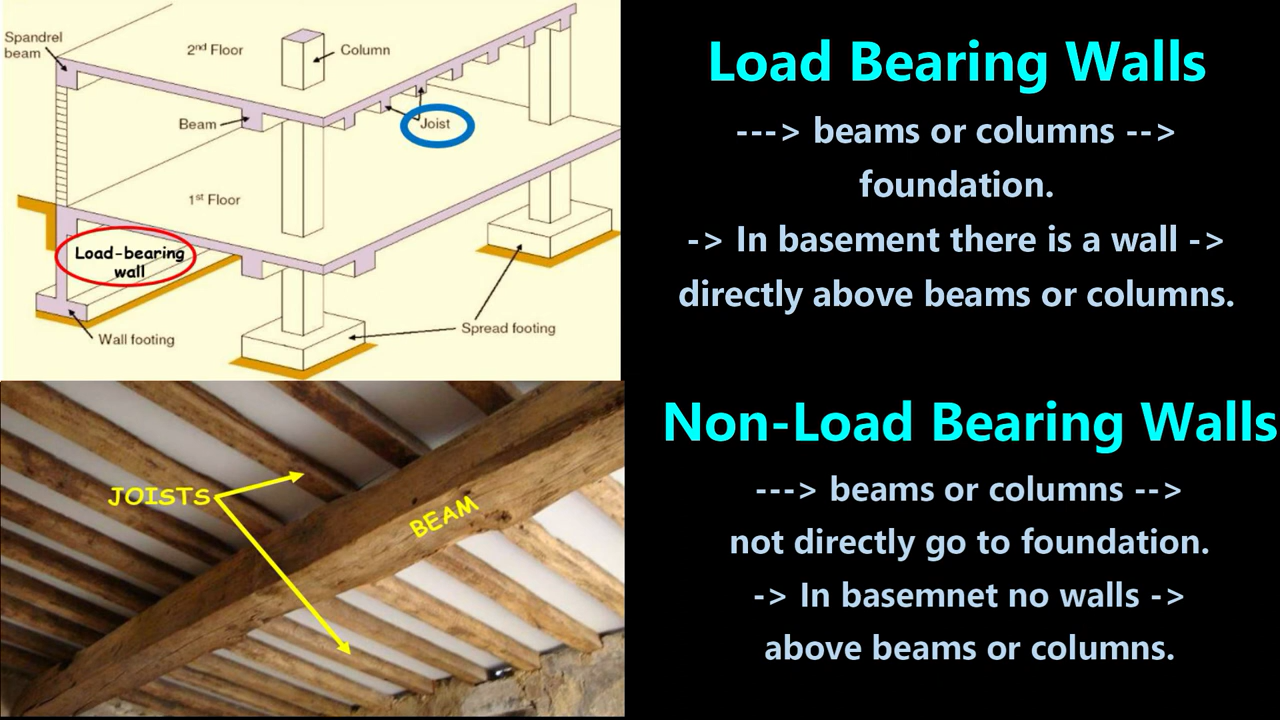 Spandrel
beam
2nd Floor
Column
Beam
Joist
1st Floor
Load-bearing
wall
Wall footing
Spread footing
JOISTS
BEAM
Load Bearing Walls
---> beams or columns -->
foundation.
-> In basement there is a wall ->
directly above beams or columns.
Non-Load Bearing Walls
---> beams or columns -->
not directly go to foundation.
-> In basemnet no walls ->
above beams or columns.